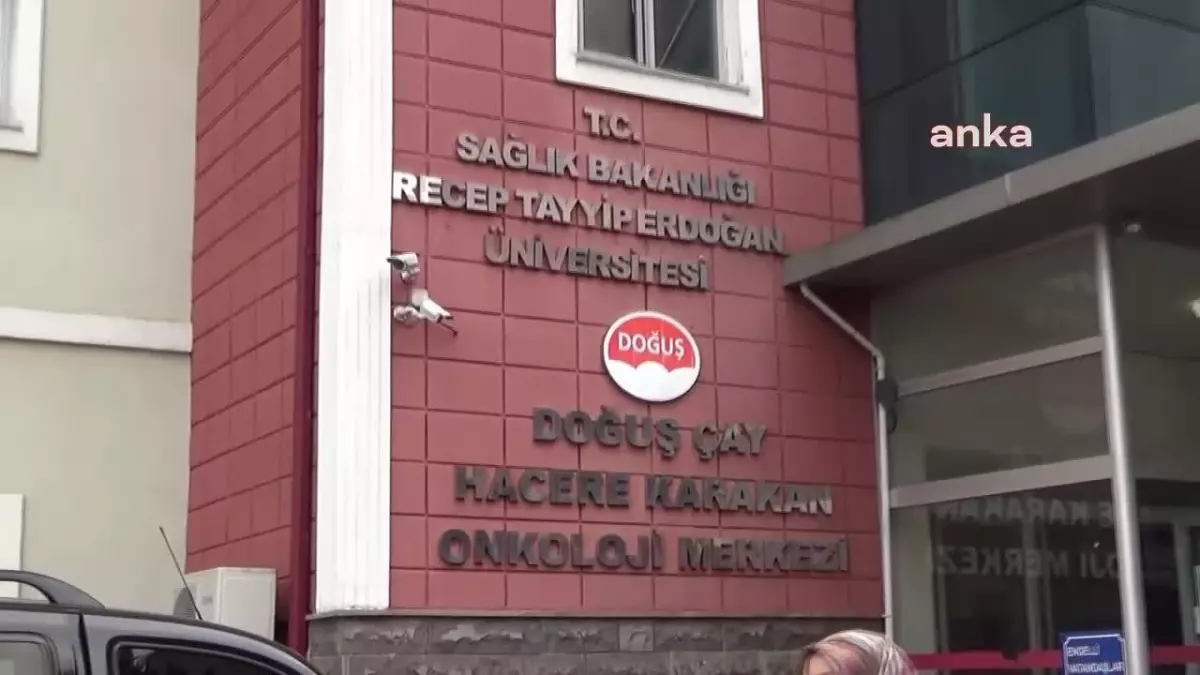 anka
T.C.
SAĞLIK BAKANLIĞI
RECEP TAYYİP ERDOĞAN
ÜNİVERSİTESİ
DOĞUŞ
DOĞUŞ ÇAY
HACERE KARAKAN
ONKOLOJİ MERKEZİ